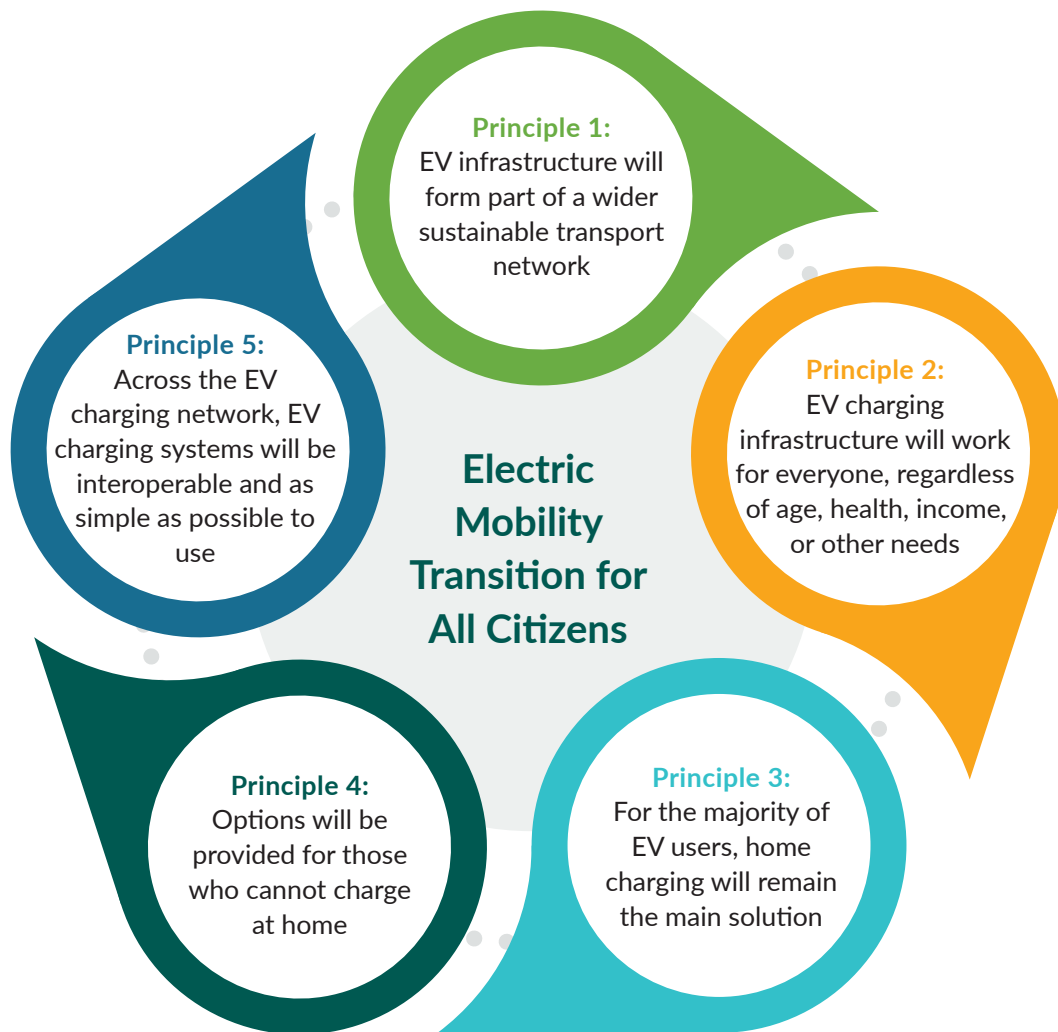 Principle 1:
EV infrastructure will
form part of a wider
sustainable transport
network
Principle 2:
EV charging
infrastructure will work
for everyone, regardless
of age, health, income,
or other needs
Principle 3:
For the majority of
EV users, home
charging will remain
the main solution
Principle 4:
Options will be
provided for those
who cannot charge
at home
Principle 5:
Across the EV
charging network, EV
charging systems will be
interoperable and as
simple as possible to
use
Electric
Mobility
Transition for
All Citizens